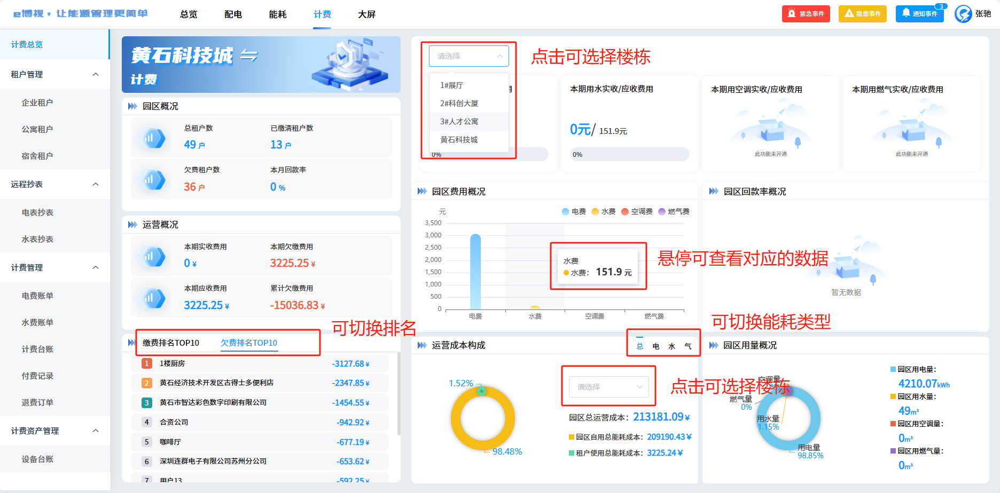 e博视，让能源管理更简单
总览
配电
能耗
计费
大屏
紧急事件
隐患事件
通知事件
3
张驰
计费总览
租户管理
企业租户
公寓租户
宿舍租户
远程抄表
电表抄表
水表抄表
计费管理
电费账单
水费账单
计费台账
付费记录
退费订单
计费资产管理
设备台账
黄石科技城
计费
园区概况
总租户数
49 户
已缴清租户数
13 户
欠费租户数
36 户
本月回款率
0 %
运营概况
本期实收费用
0 ¥
本期欠缴费用
3225.25 ¥
本期应收费用
3225.25 ¥
累计欠缴费用
-15036.83 ¥
缴费排名TOP10
欠费排名TOP10
可切换排名
1 1楼厨房 -3127.68 ¥
2 黄石经济技术开发区古得士多便利店 -2347.85 ¥
3 黄石市智达彩色数字印刷有限公司 -1454.55 ¥
4 合资公司 -942.92 ¥
5 咖啡厅 -677.19 ¥
6 深圳连群电子有限公司苏州分公司 -653.62 ¥
7 用户13 -592.25 ¥
请选择
点击可选择楼栋
1#展厅
2#科创大厦
3#人才公寓
黄石科技城
用
0%
本期用水实收/应收费用
0元/ 151.9元
0%
本期用空调实收/应收费用
此功能未开通
本期用燃气实收/应收费用
此功能未开通
园区费用概况
元
电费
水费
空调费
燃气费
3,500
3,000
2,500
2,000
1,500
1,000
500
0
电费
水费
空调费
燃气费
水费
水费： 151.9 元
悬停可查看对应的数据
园区回款率概况
暂无数据
可切换能耗类型
运营成本构成
总
电
水
气
1.52%
98.48%
请选择
点击可选择楼栋
园区总运营成本：213181.09 ¥
园区自用总能耗成本：209190.43 ¥
租户使用总能耗成本：3225.24 ¥
园区用量概况
空调量
0%
燃气量
0%
用水量
1.15%
用电量
98.85%
园区用电量：
4210.07kWh
园区用水量：
49m³
园区用空调量：
0m³
园区用燃气量：
0m³